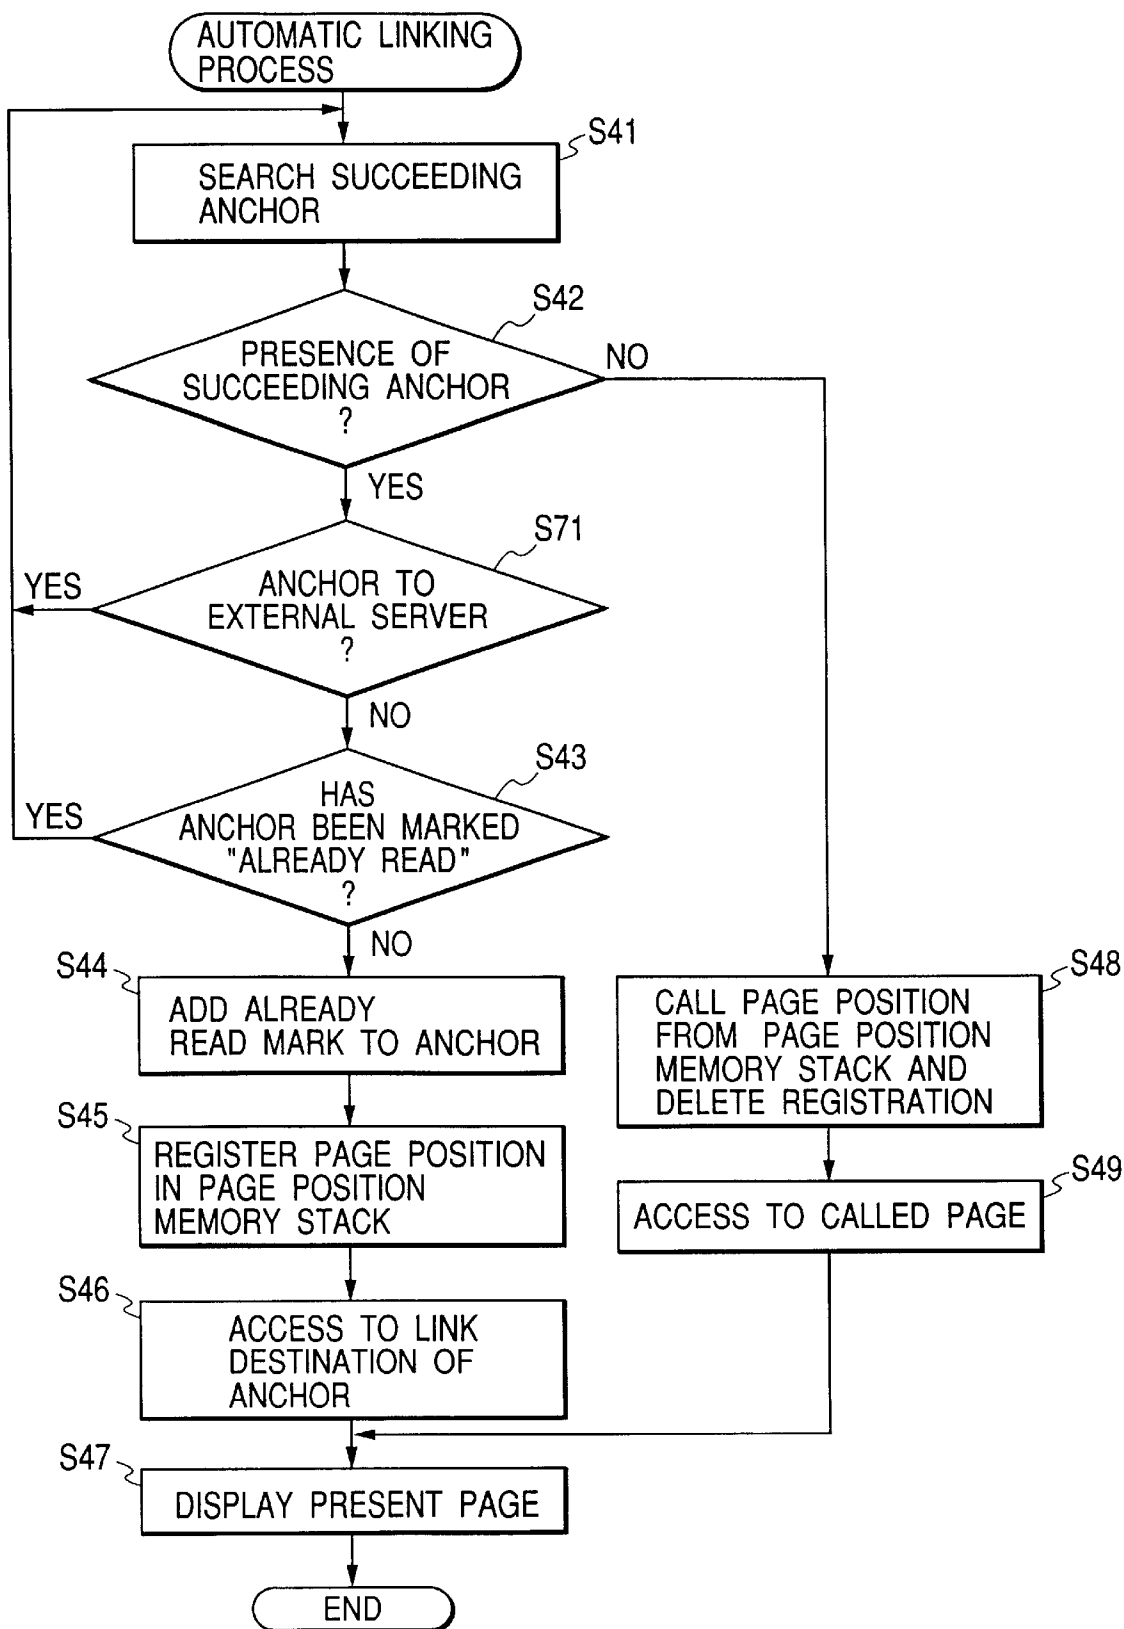 AUTOMATIC LINKING
PROCESS
S41
SEARCH SUCCEEDING
ANCHOR
S42
PRESENCE OF
SUCCEEDING ANCHOR
?
NO
YES
S71
ANCHOR TO
EXTERNAL SERVER
?
YES
NO
S43
HAS
ANCHOR BEEN MARKED
"ALREADY READ"
?
YES
NO
S44
ADD ALREADY
READ MARK TO ANCHOR
S45
REGISTER PAGE POSITION
IN PAGE POSITION
MEMORY STACK
S46
ACCESS TO LINK
DESTINATION OF
ANCHOR
S48
CALL PAGE POSITION
FROM PAGE POSITION
MEMORY STACK AND
DELETE REGISTRATION
S49
ACCESS TO CALLED PAGE
S47
DISPLAY PRESENT PAGE
END